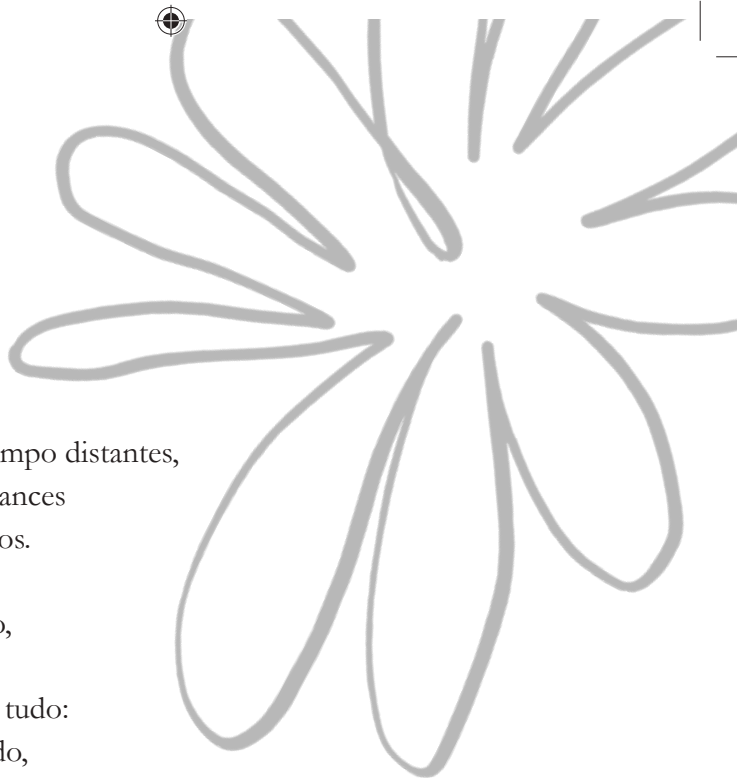 mpo distantes,
ances
os.
o,
tudo:
do,